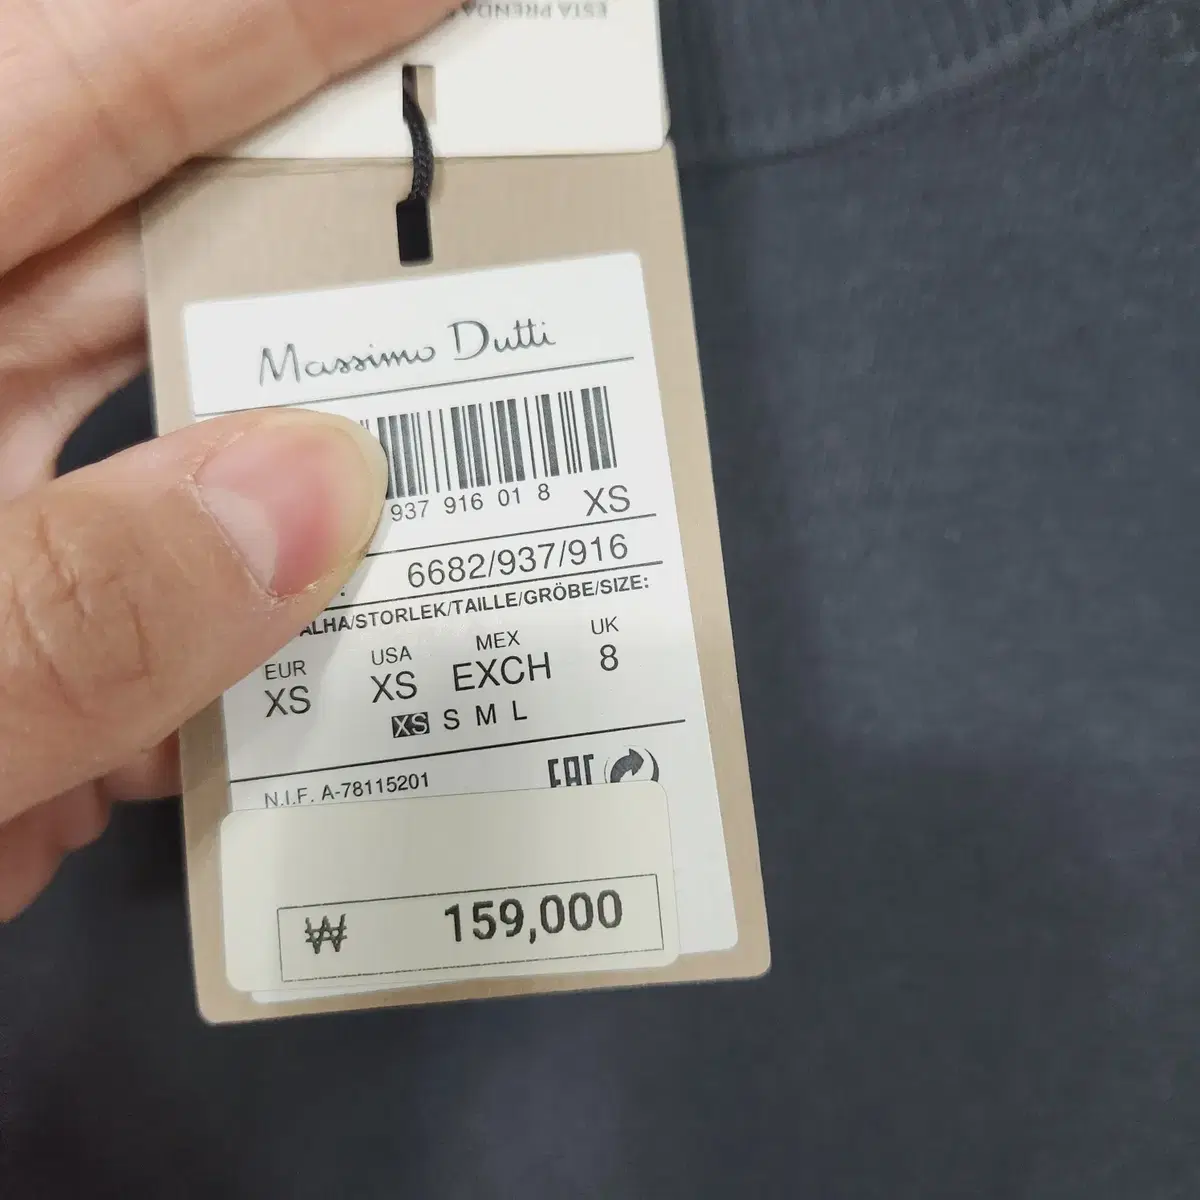 ESTA PRENDA
Massimo Dutti
937 916 01 8 XS
6682/937/916
ALHA/STORLEK/TAILLE/GRÖBE/SIZE:
EUR USA MEX UK
XS XS EXCH 8
XS S M L
N.I.F. A-78115201 EAC
₩ 159,000